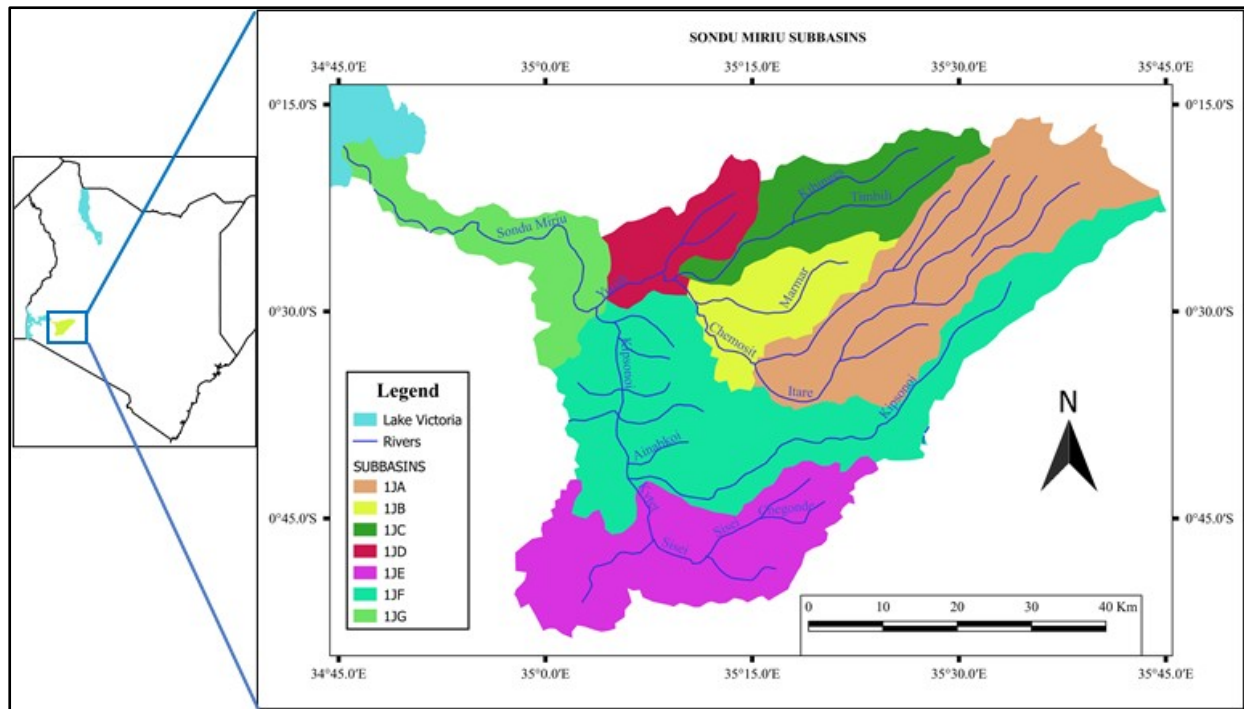 SONDU MIRIU SUBBASINS
34°45.0'E
35°0.0'E
35°15.0'E
35°30.0'E
35°45.0'E
0°15.0'S
0°15.0'S
Kiptiget
Timbili
Sondu Miriu
Yurith
Marmar
0°30.0'S
0°30.0'S
Chemosit
Kipsonoi
Itare
Kipsonoi
Ainabkoi
Legend
Lake Victoria
Rivers
SUBBASINS
1JA
1JB
1JC
1JD
1JE
1JF
1JG
N
0°45.0'S
0°45.0'S
Sisei
Sisei
0
10
20
30
40 Km
34°45.0'E
35°0.0'E
35°15.0'E
35°30.0'E
35°45.0'E